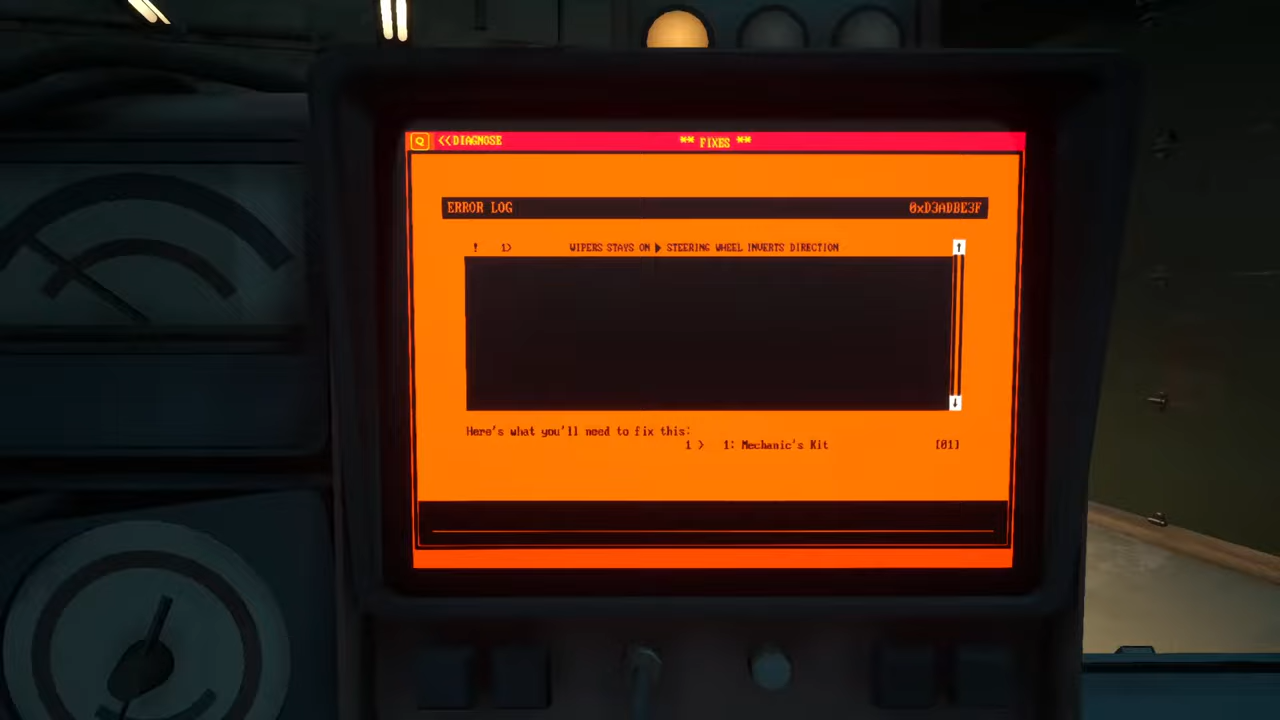 Q <<DIAGNOSE ** FIXES **
ERROR LOG 0xD3ADBE3F
! 1> WIPERS STAYS ON ▶ STEERING WHEEL INVERTS DIRECTION
Here's what you'll need to fix this:
1 > 1: Mechanic's Kit [01]